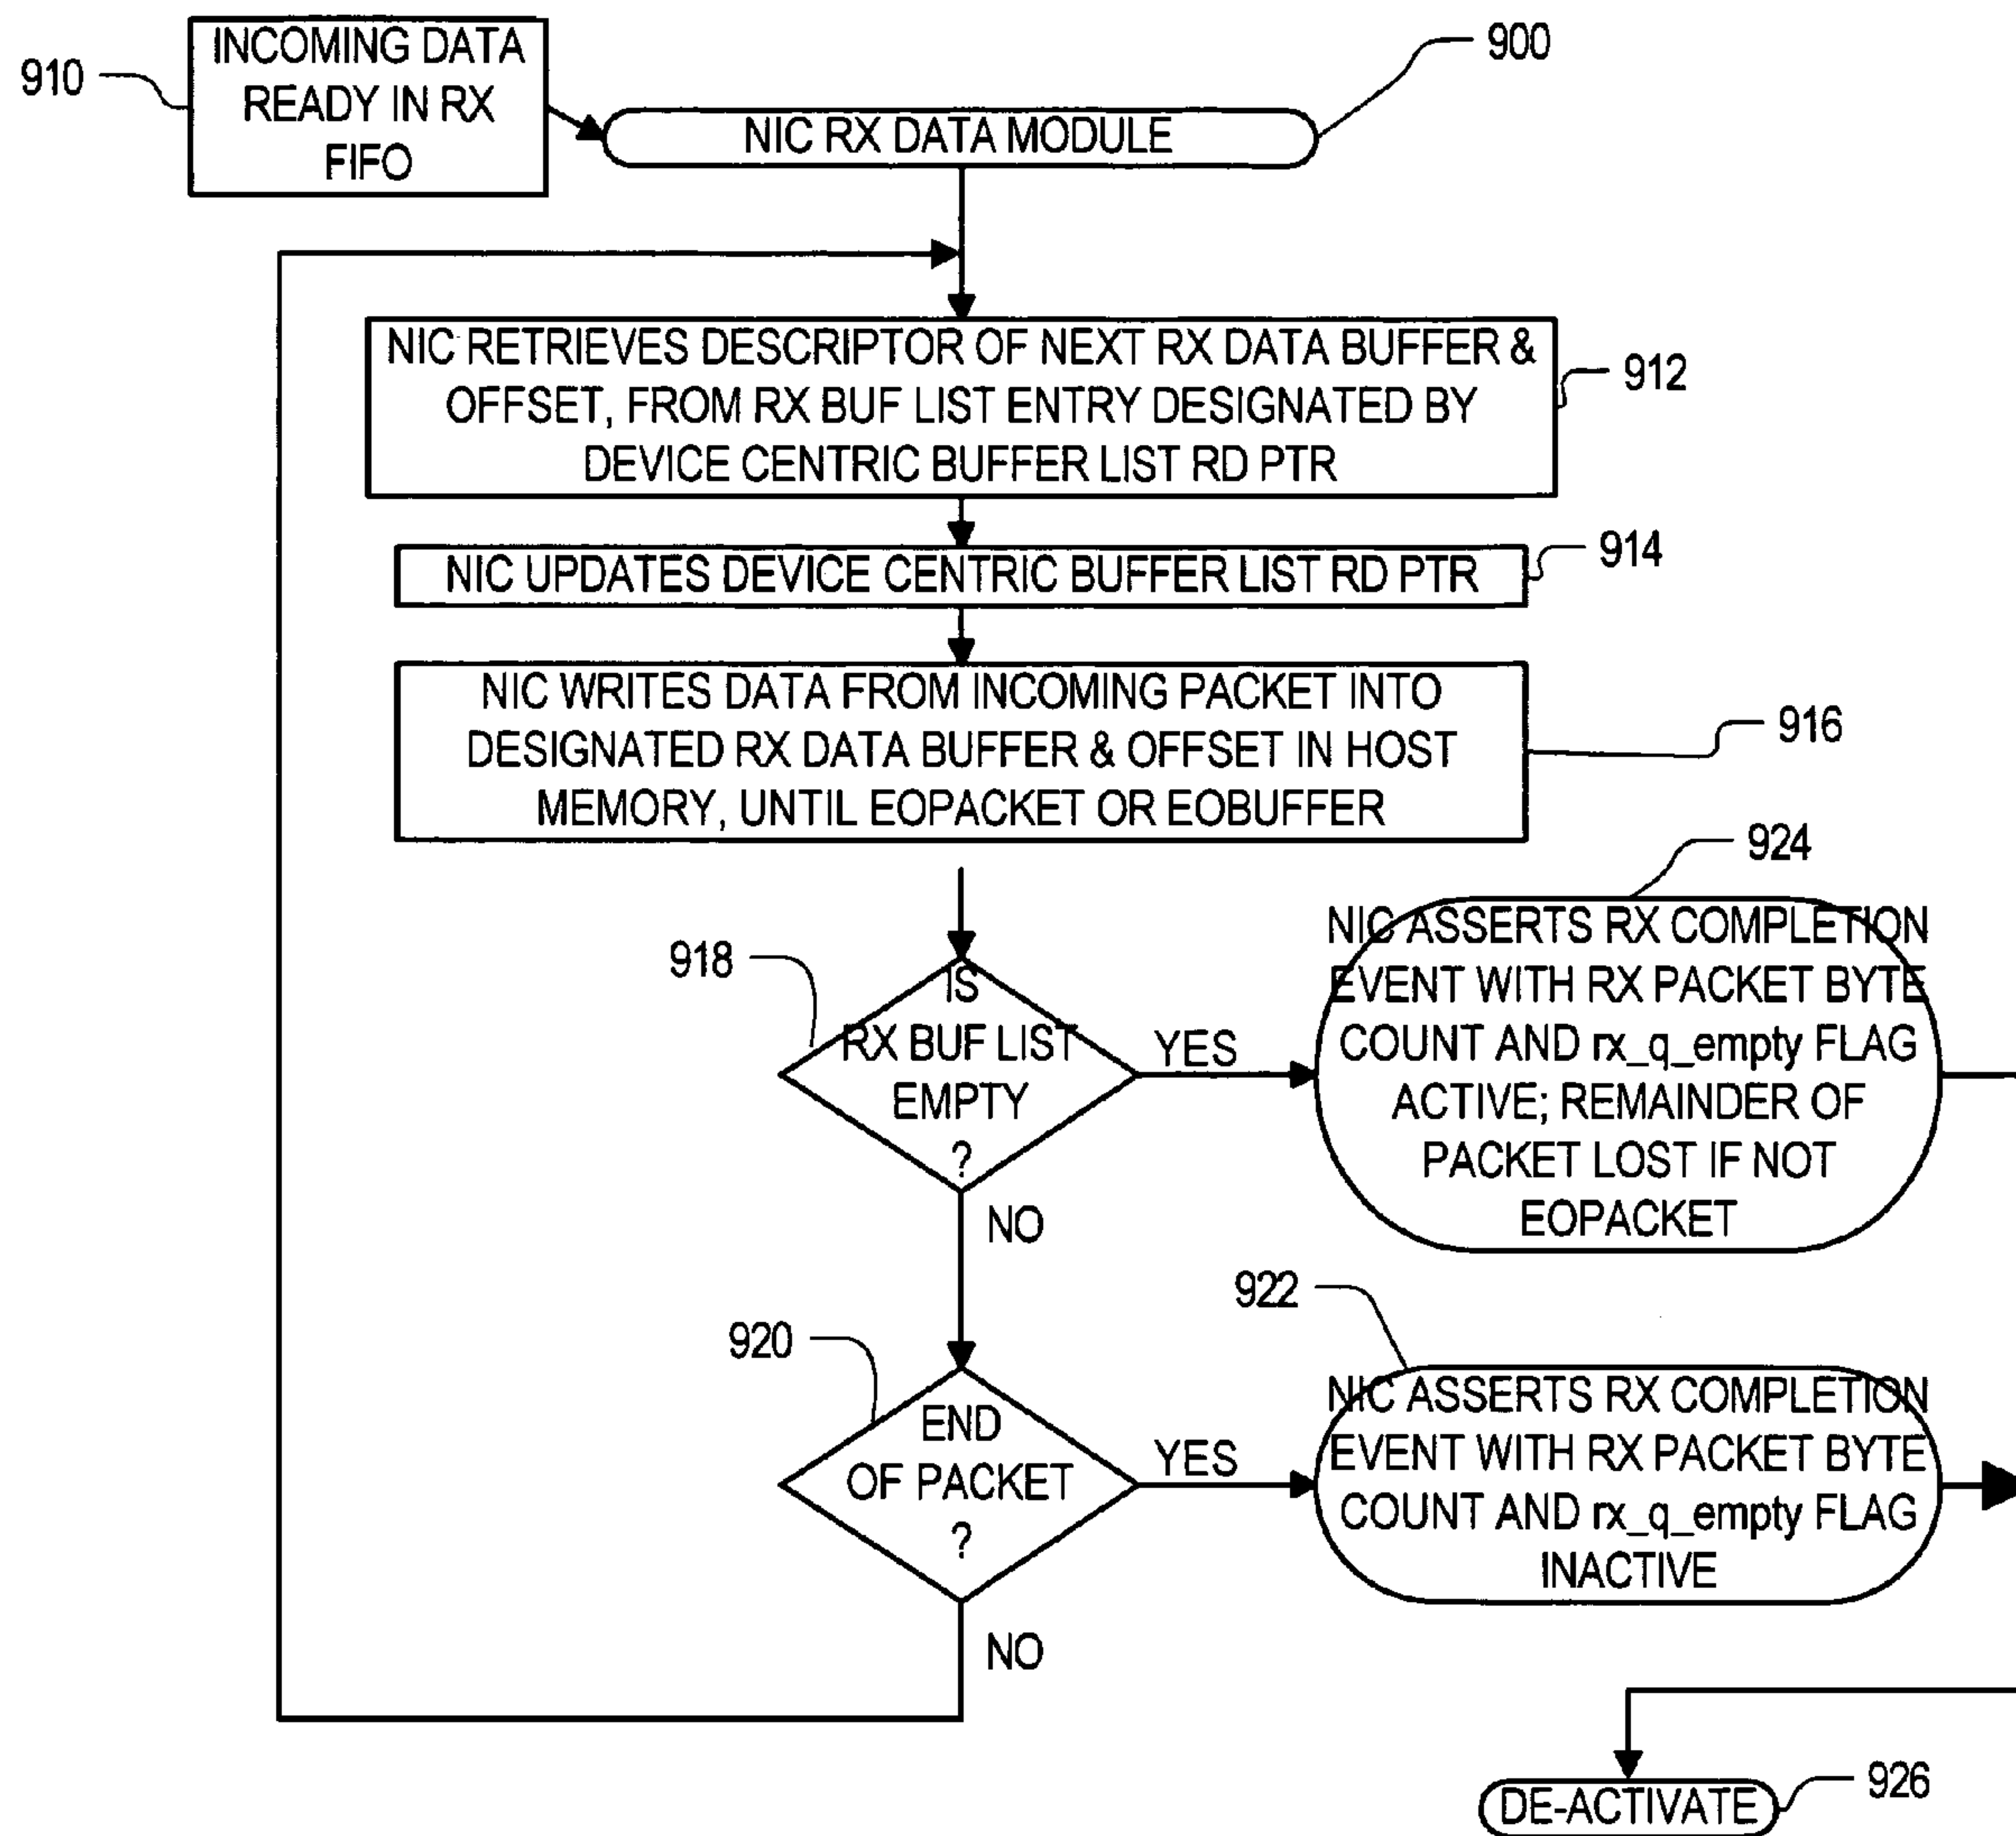 INCOMING DATA
READY IN RX
FIFO
910
900
NIC RX DATA MODULE
NIC RETRIEVES DESCRIPTOR OF NEXT RX DATA BUFFER &
OFFSET, FROM RX BUF LIST ENTRY DESIGNATED BY
DEVICE CENTRIC BUFFER LIST RD PTR
912
NIC UPDATES DEVICE CENTRIC BUFFER LIST RD PTR
914
NIC WRITES DATA FROM INCOMING PACKET INTO
DESIGNATED RX DATA BUFFER & OFFSET IN HOST
MEMORY, UNTIL EOPACKET OR EOBUFFER
916
918
IS
RX BUF LIST
EMPTY
?
YES
NO
924
NIC ASSERTS RX COMPLETION
EVENT WITH RX PACKET BYTE
COUNT AND rx_q_empty FLAG
ACTIVE; REMAINDER OF
PACKET LOST IF NOT
EOPACKET
920
END
OF PACKET
?
YES
NO
922
NIC ASSERTS RX COMPLETION
EVENT WITH RX PACKET BYTE
COUNT AND rx_q_empty FLAG
INACTIVE
DE-ACTIVATE
926